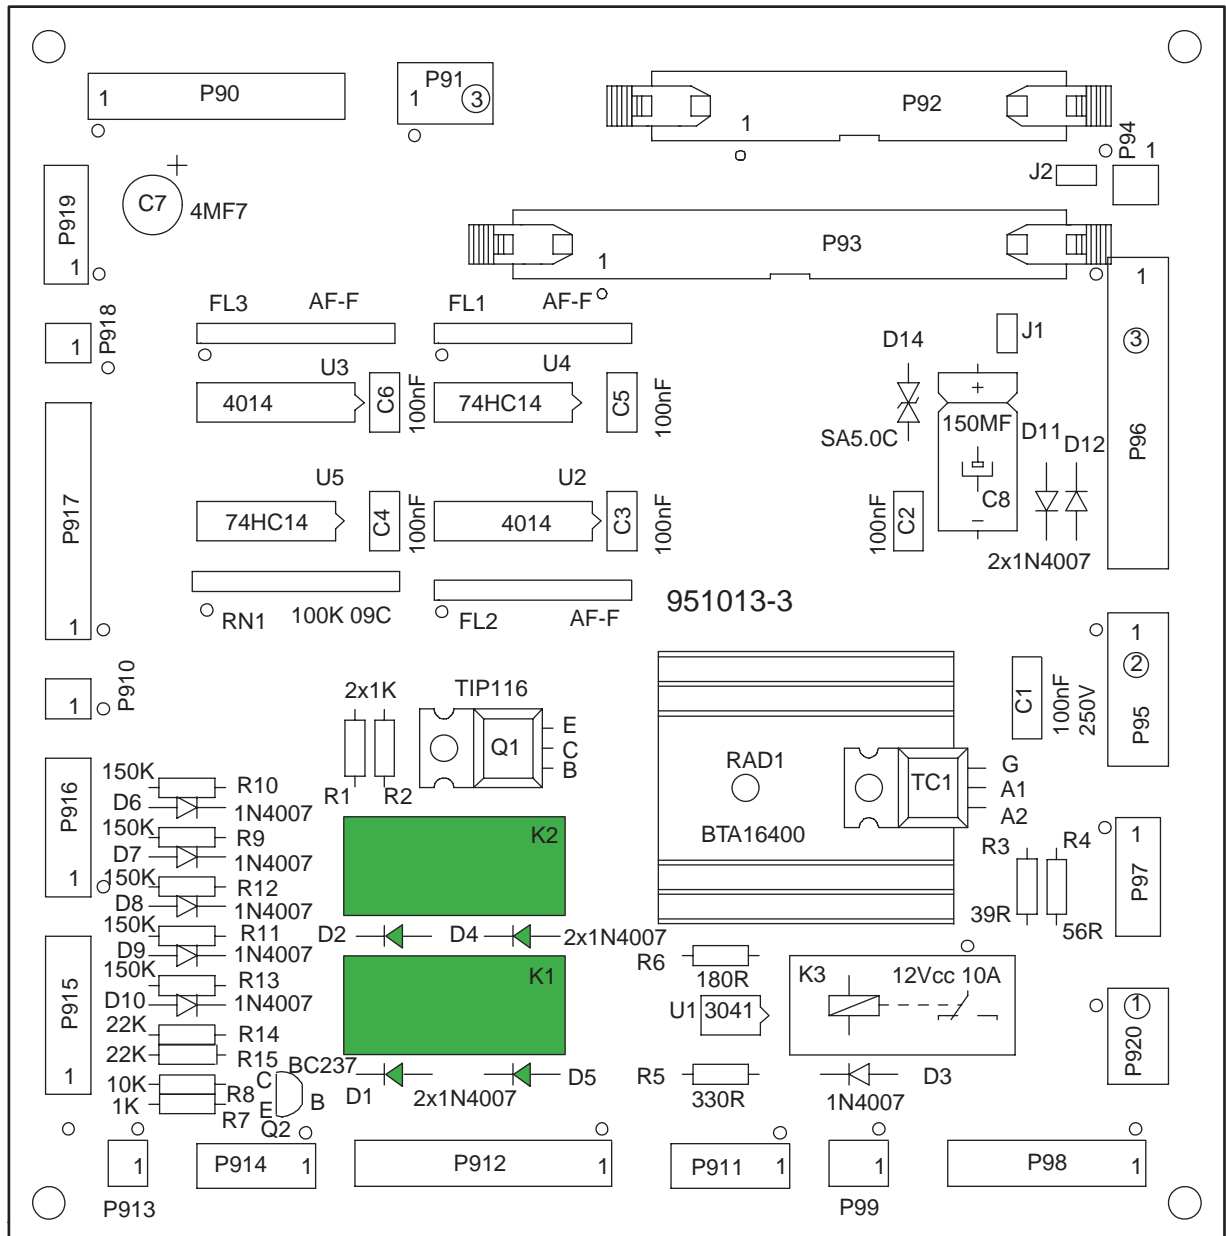 P90
1
P91
1
3
P92
1
P94
1
J2
P919
1
C7
4MF7
P93
1
1
3
P96
P918
1
FL3
AF-F
FL1
AF-F
J1
D14
U3
4014
C6
100nF
U4
74HC14
C5
100nF
SA5.0C
+
150MF
C8
D11
D12
2x1N4007
P917
1
U5
74HC14
C4
100nF
U2
4014
C3
100nF
100nF
C2
RN1
100K 09C
FL2
AF-F
951013-3
1
2
P95
P910
1
2x1K
R1
R2
TIP116
Q1
E
C
B
RAD1
BTA16400
TC1
G
A1
A2
C1
100nF
250V
P916
1
150K
R10
D6
1N4007
150K
R9
D7
1N4007
150K
R12
D8
1N4007
150K
R11
D9
1N4007
150K
R13
D10
1N4007
22K
R14
22K
R15
10K
R8
1K
R7
K2
D2
D4
2x1N4007
K1
D1
2x1N4007
D5
R3
R4
39R
56R
1
P97
P915
1
R6
180R
U1
3041
R5
330R
K3
12Vcc 10A
D3
1N4007
1
P920
BC237
C
B
E
Q2
1
P913
P914
1
P912
1
P911
1
1
P99
P98
1